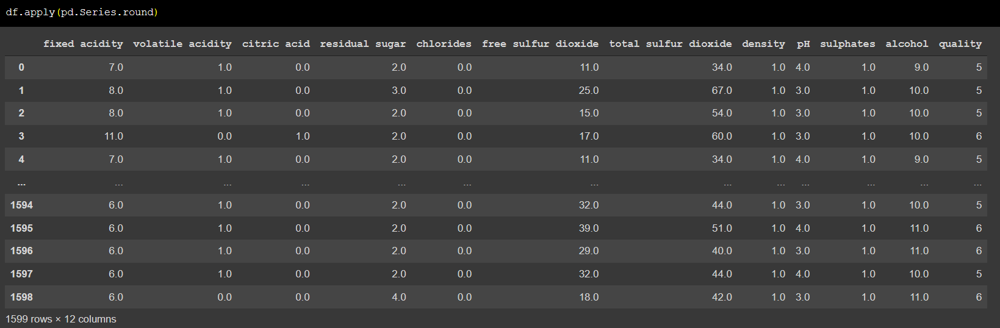 df.apply(pd.Series.round)
fixed acidity volatile acidity citric acid residual sugar chlorides free sulfur dioxide total sulfur dioxide density pH sulphates alcohol quality
0 7.0 1.0 0.0 2.0 0.0 11.0 34.0 1.0 4.0 1.0 9.0 5
1 8.0 1.0 0.0 3.0 0.0 25.0 67.0 1.0 3.0 1.0 10.0 5
2 8.0 1.0 0.0 2.0 0.0 15.0 54.0 1.0 3.0 1.0 10.0 5
3 11.0 0.0 1.0 2.0 0.0 17.0 60.0 1.0 3.0 1.0 10.0 6
4 7.0 1.0 0.0 2.0 0.0 11.0 34.0 1.0 4.0 1.0 9.0 5
... ... ... ... ... ... ... ... ... ... ... ... ...
1594 6.0 1.0 0.0 2.0 0.0 32.0 44.0 1.0 3.0 1.0 10.0 5
1595 6.0 1.0 0.0 2.0 0.0 39.0 51.0 1.0 4.0 1.0 11.0 6
1596 6.0 1.0 0.0 2.0 0.0 29.0 40.0 1.0 3.0 1.0 11.0 6
1597 6.0 1.0 0.0 2.0 0.0 32.0 44.0 1.0 4.0 1.0 10.0 5
1598 6.0 0.0 0.0 4.0 0.0 18.0 42.0 1.0 3.0 1.0 11.0 6
1599 rows × 12 columns